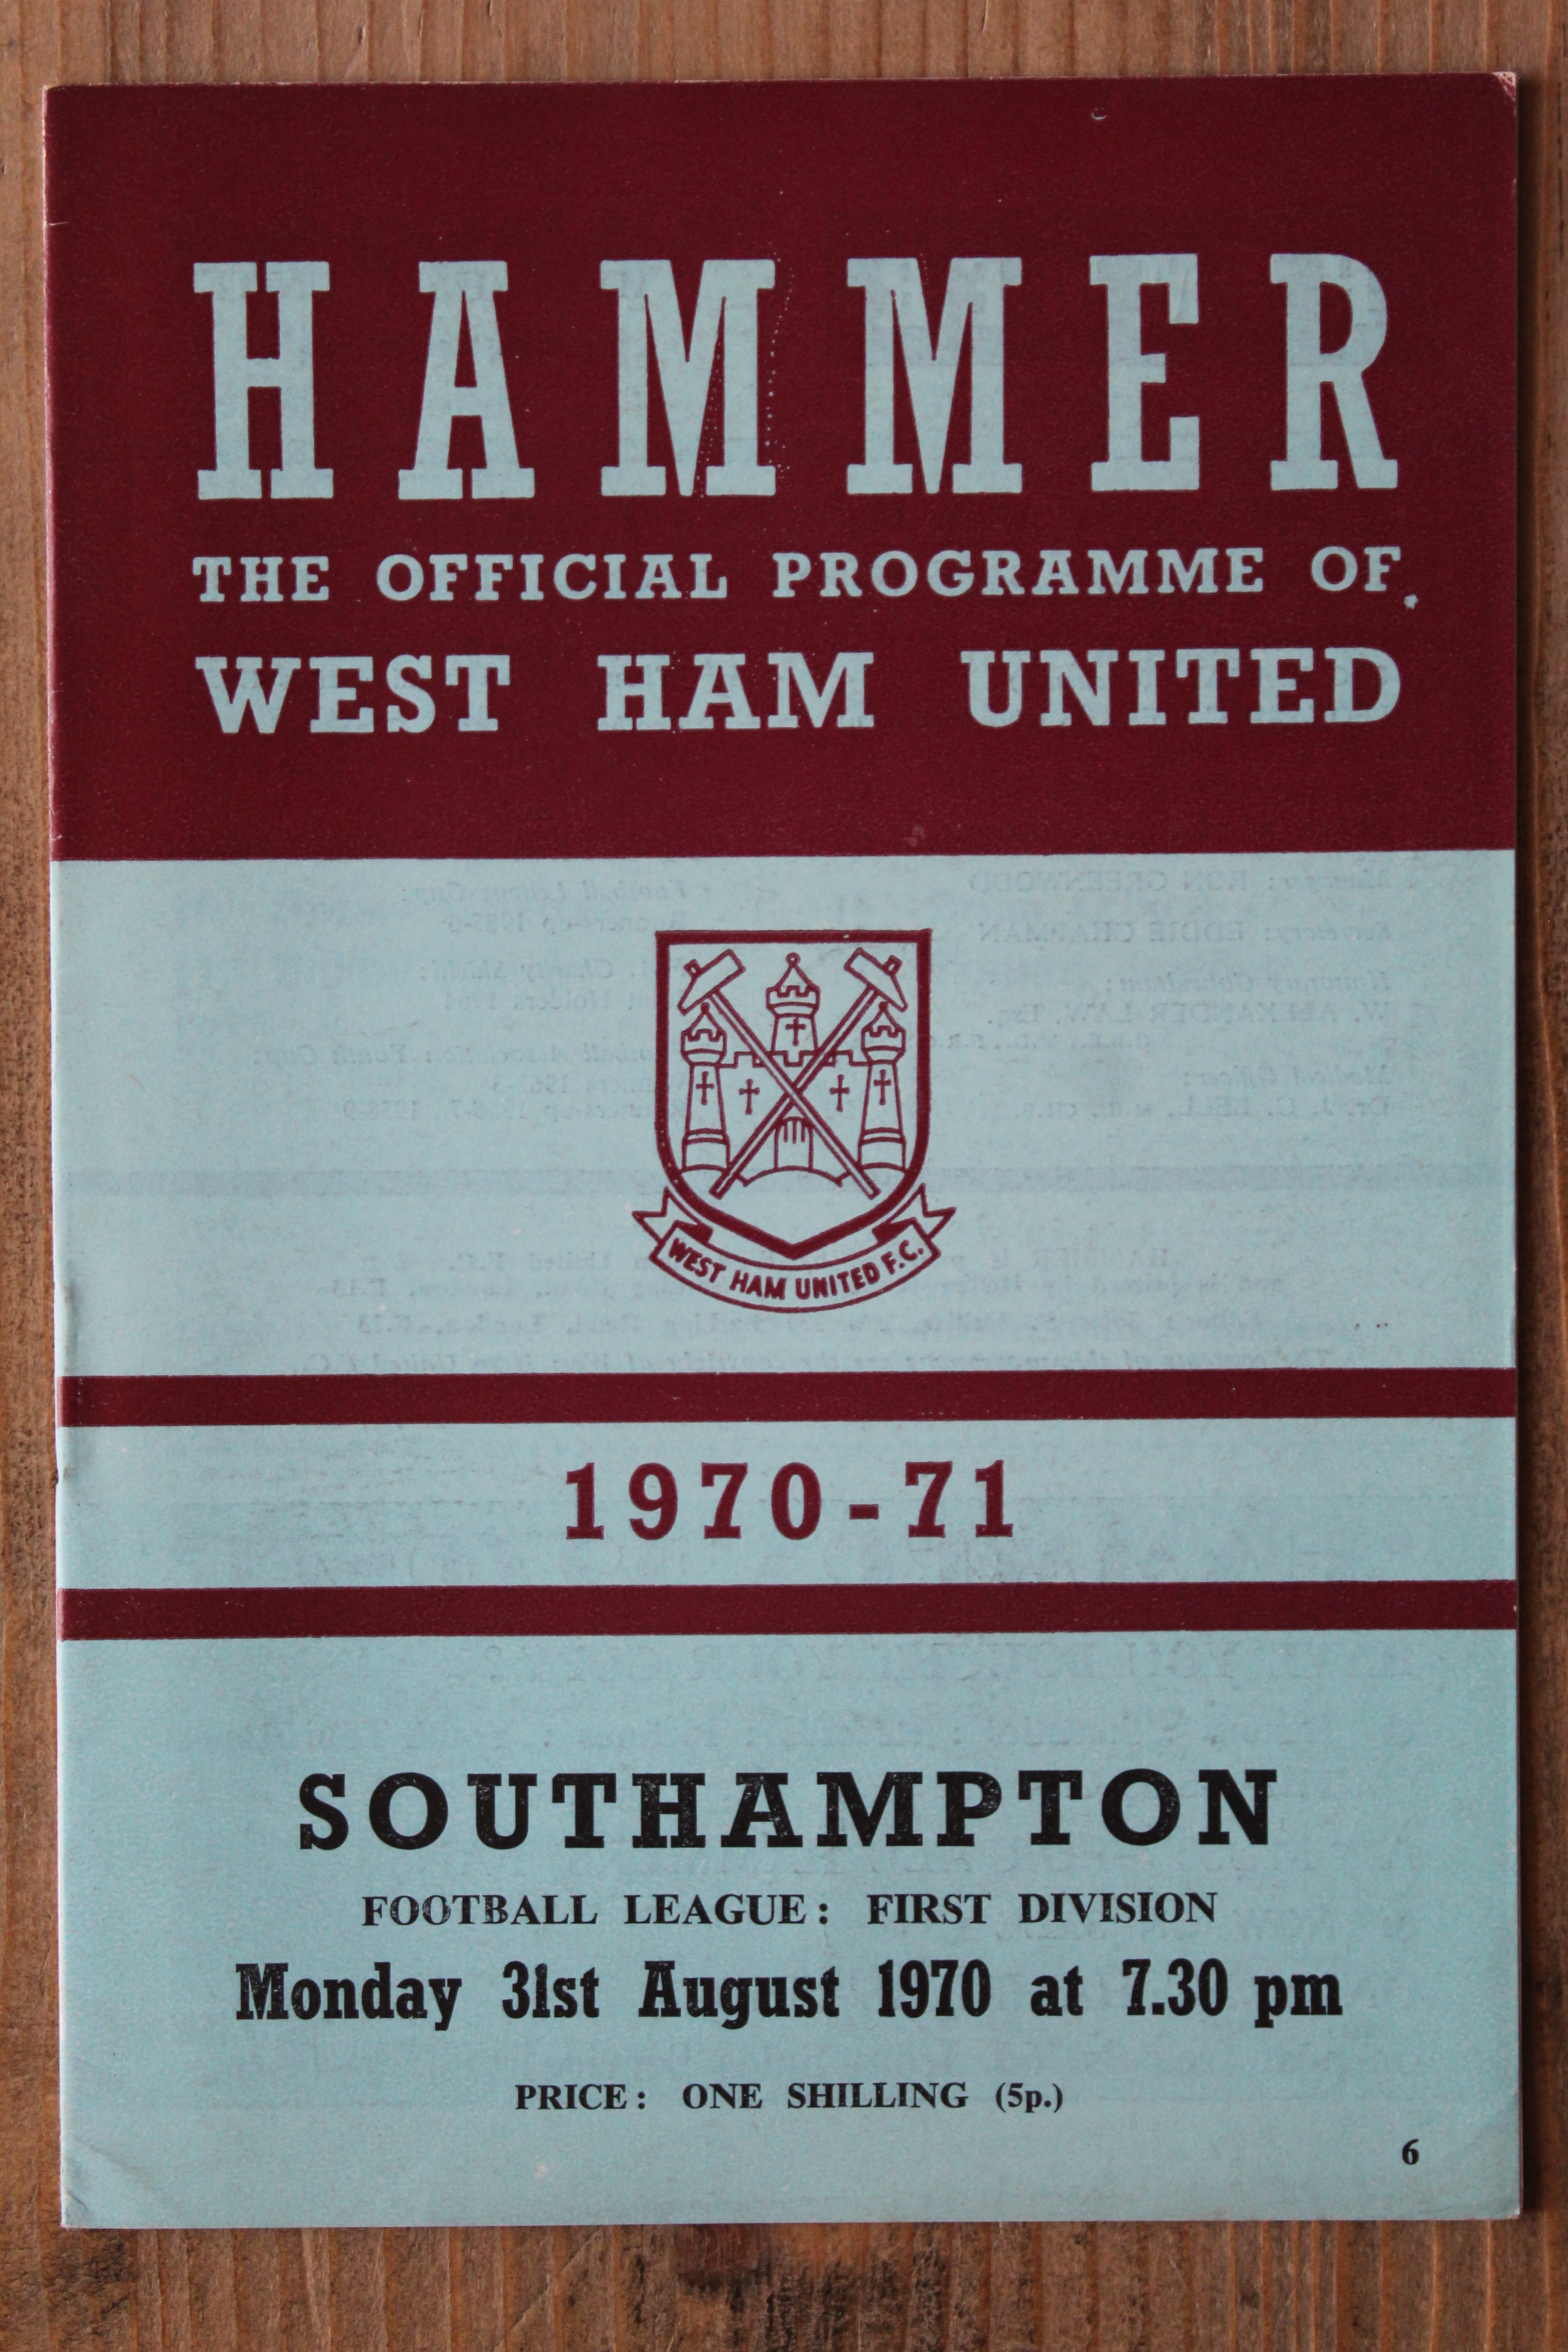 HAMMER
THE OFFICIAL PROGRAMME OF
WEST HAM UNITED
WEST HAM UNITED F.C.
1970-71
SOUTHAMPTON
FOOTBALL LEAGUE: FIRST DIVISION
Monday 31st August 1970 at 7.30 pm
PRICE: ONE SHILLING (5p.)
6